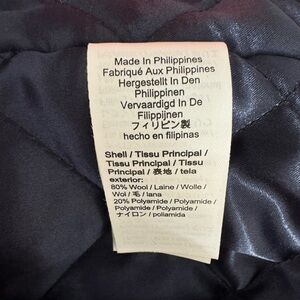 Made In Philippines
Fabriqué Aux Philippines
Hergestellt In Den
Philippinen
Vervaardigd In De
Filippijnen
フィリピン製
hecho en filipinas
Shell / Tissu Principal /
Tissu Principal / Tissu
Principal / 表地 / tela
exterior:
80% Wool / Laine / Wolle /
Wol / 毛 / lana
20% Polyamide / Polyamide /
Polyamide / Polyamide /
ナイロン / poliamida